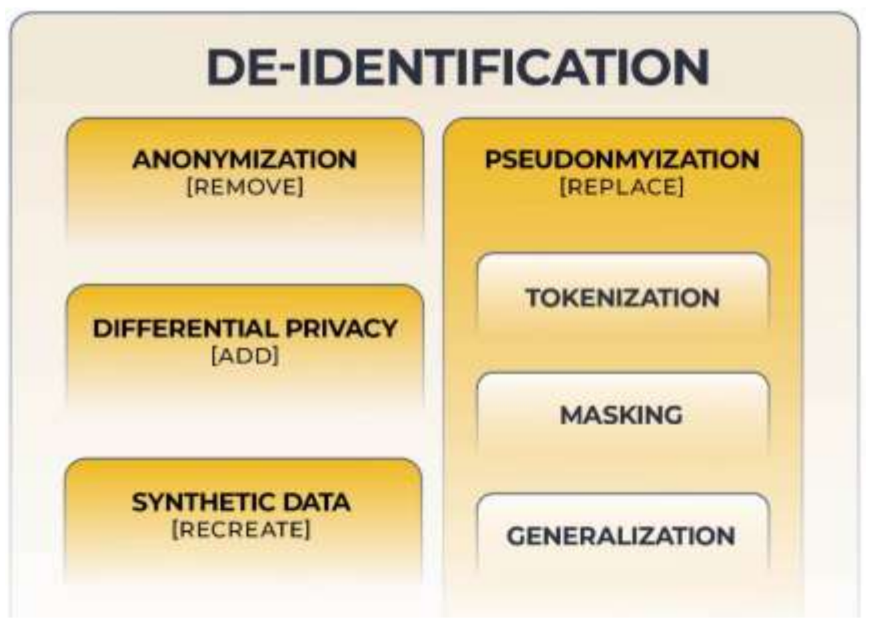 DE-IDENTIFICATION
ANONYMIZATION
[REMOVE]
DIFFERENTIAL PRIVACY
[ADD]
SYNTHETIC DATA
[RECREATE]
PSEUDONMYIZATION
[REPLACE]
TOKENIZATION
MASKING
GENERALIZATION